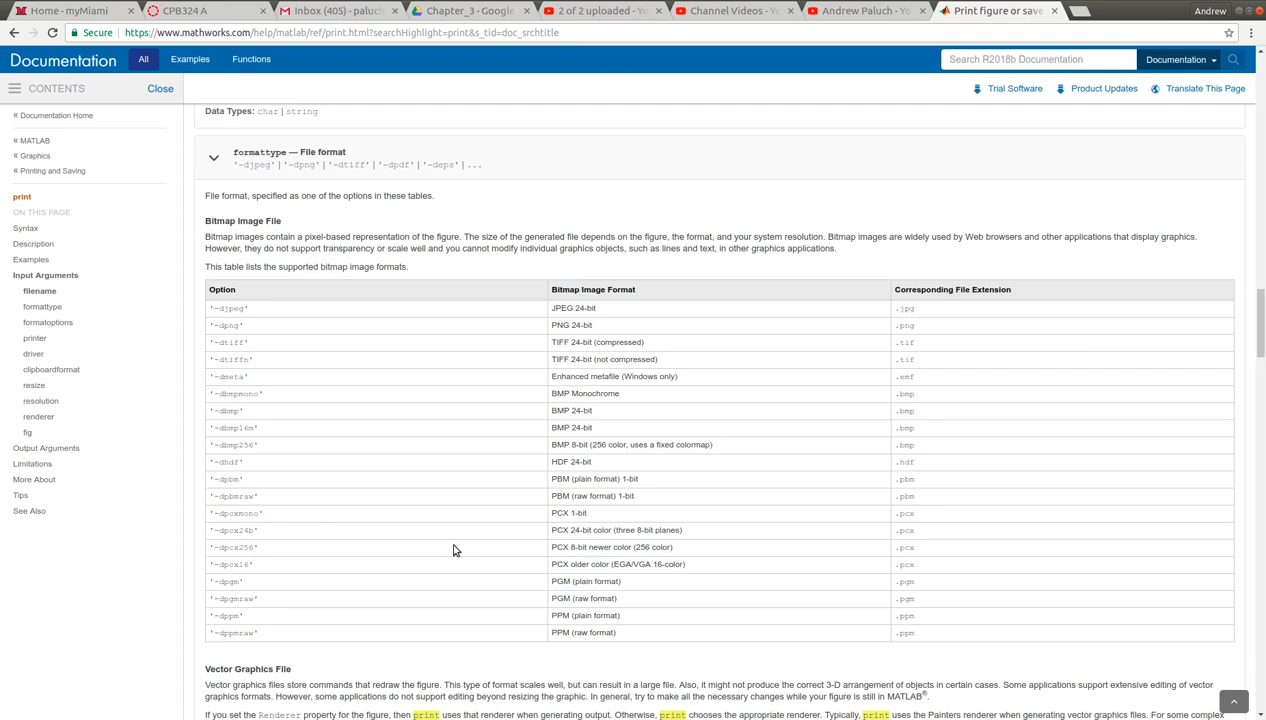 Home - myMiami
CPB324 A
Inbox (405) - paluch
Chapter_3 - Google
2 of 2 uploaded - Yo
Channel Videos - Yo
Andrew Paluch - Yo
Print figure or save
Andrew
Secure https://www.mathworks.com/help/matlab/ref/print.html?searchHighlight=print&s_tid=doc_srchtitle
Documentation All Examples Functions Search R2018b Documentation Documentation
CONTENTS Close Trial Software Product Updates Translate This Page
« Documentation Home
« MATLAB
« Graphics
« Printing and Saving
print
ON THIS PAGE
Syntax
Description
Examples
Input Arguments
filename
formattype
formatoptions
printer
driver
clipboardformat
resize
resolution
renderer
fig
Output Arguments
Limitations
More About
Tips
See Also
Data Types: char | string
formattype — File format
'-djpeg' | '-dpng' | '-dtiff' | '-dpdf' | '-deps' | ...
File format, specified as one of the options in these tables.
Bitmap Image File
Bitmap images contain a pixel-based representation of the figure. The size of the generated file depends on the figure, the format, and your system resolution. Bitmap images are widely used by Web browsers and other applications that display graphics.
However, they do not support transparency or scale well and you cannot modify individual graphics objects, such as lines and text, in other graphics applications.
This table lists the supported bitmap image formats.
Option Bitmap Image Format Corresponding File Extension
'-djpeg' JPEG 24-bit .jpg
'-dpng' PNG 24-bit .png
'-dtiff' TIFF 24-bit (compressed) .tif
'-dtiffn' TIFF 24-bit (not compressed) .tif
'-dmeta' Enhanced metafile (Windows only) .emf
'-dbmpmono' BMP Monochrome .bmp
'-dbmp' BMP 24-bit .bmp
'-dbmp16m' BMP 24-bit .bmp
'-dbmp256' BMP 8-bit (256 color, uses a fixed colormap) .bmp
'-dhdf' HDF 24-bit .hdf
'-dpbm' PBM (plain format) 1-bit .pbm
'-dpbmraw' PBM (raw format) 1-bit .pbm
'-dpcxmono' PCX 1-bit .pcx
'-dpcx24b' PCX 24-bit color (three 8-bit planes) .pcx
'-dpcx256' PCX 8-bit newer color (256 color) .pcx
'-dpcx16' PCX older color (EGA/VGA 16-color) .pcx
'-dpgm' PGM (plain format) .pgm
'-dpgmraw' PGM (raw format) .pgm
'-dppm' PPM (plain format) .ppm
'-dppmraw' PPM (raw format) .ppm
Vector Graphics File
Vector graphics files store commands that redraw the figure. This type of format scales well, but can result in a large file. Also, it might not produce the correct 3-D arrangement of objects in certain cases. Some applications support extensive editing of vector
graphics formats. However, some applications do not support editing beyond resizing the graphic. In general, try to make all the necessary changes while your figure is still in MATLAB®.
If you set the Renderer property for the figure, then print uses that renderer when generating output. Otherwise, print chooses the appropriate renderer. Typically, print uses the Painters renderer when generating vector graphics files. For some complex